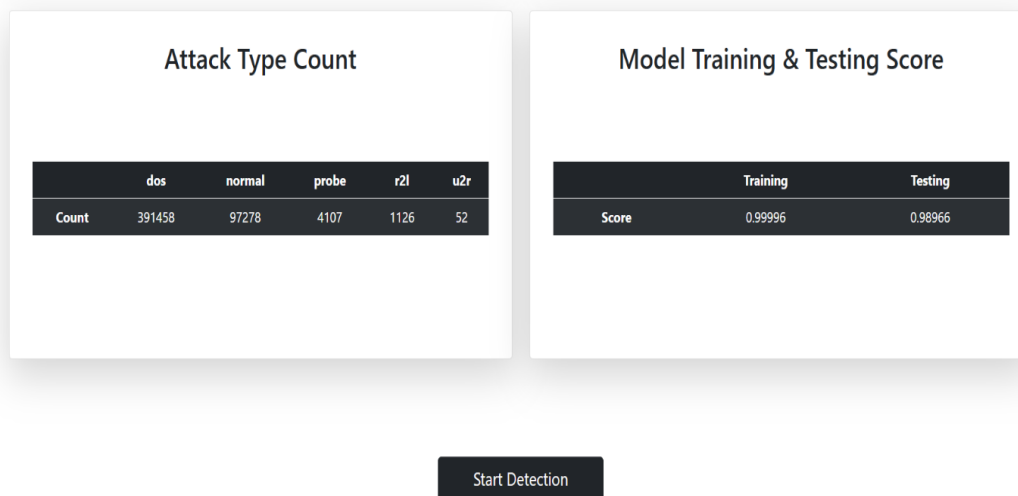 Attack Type Count
dos normal probe r2l u2r
Count 391458 97278 4107 1126 52
Model Training & Testing Score
Training Testing
Score 0.99996 0.98966
Start Detection